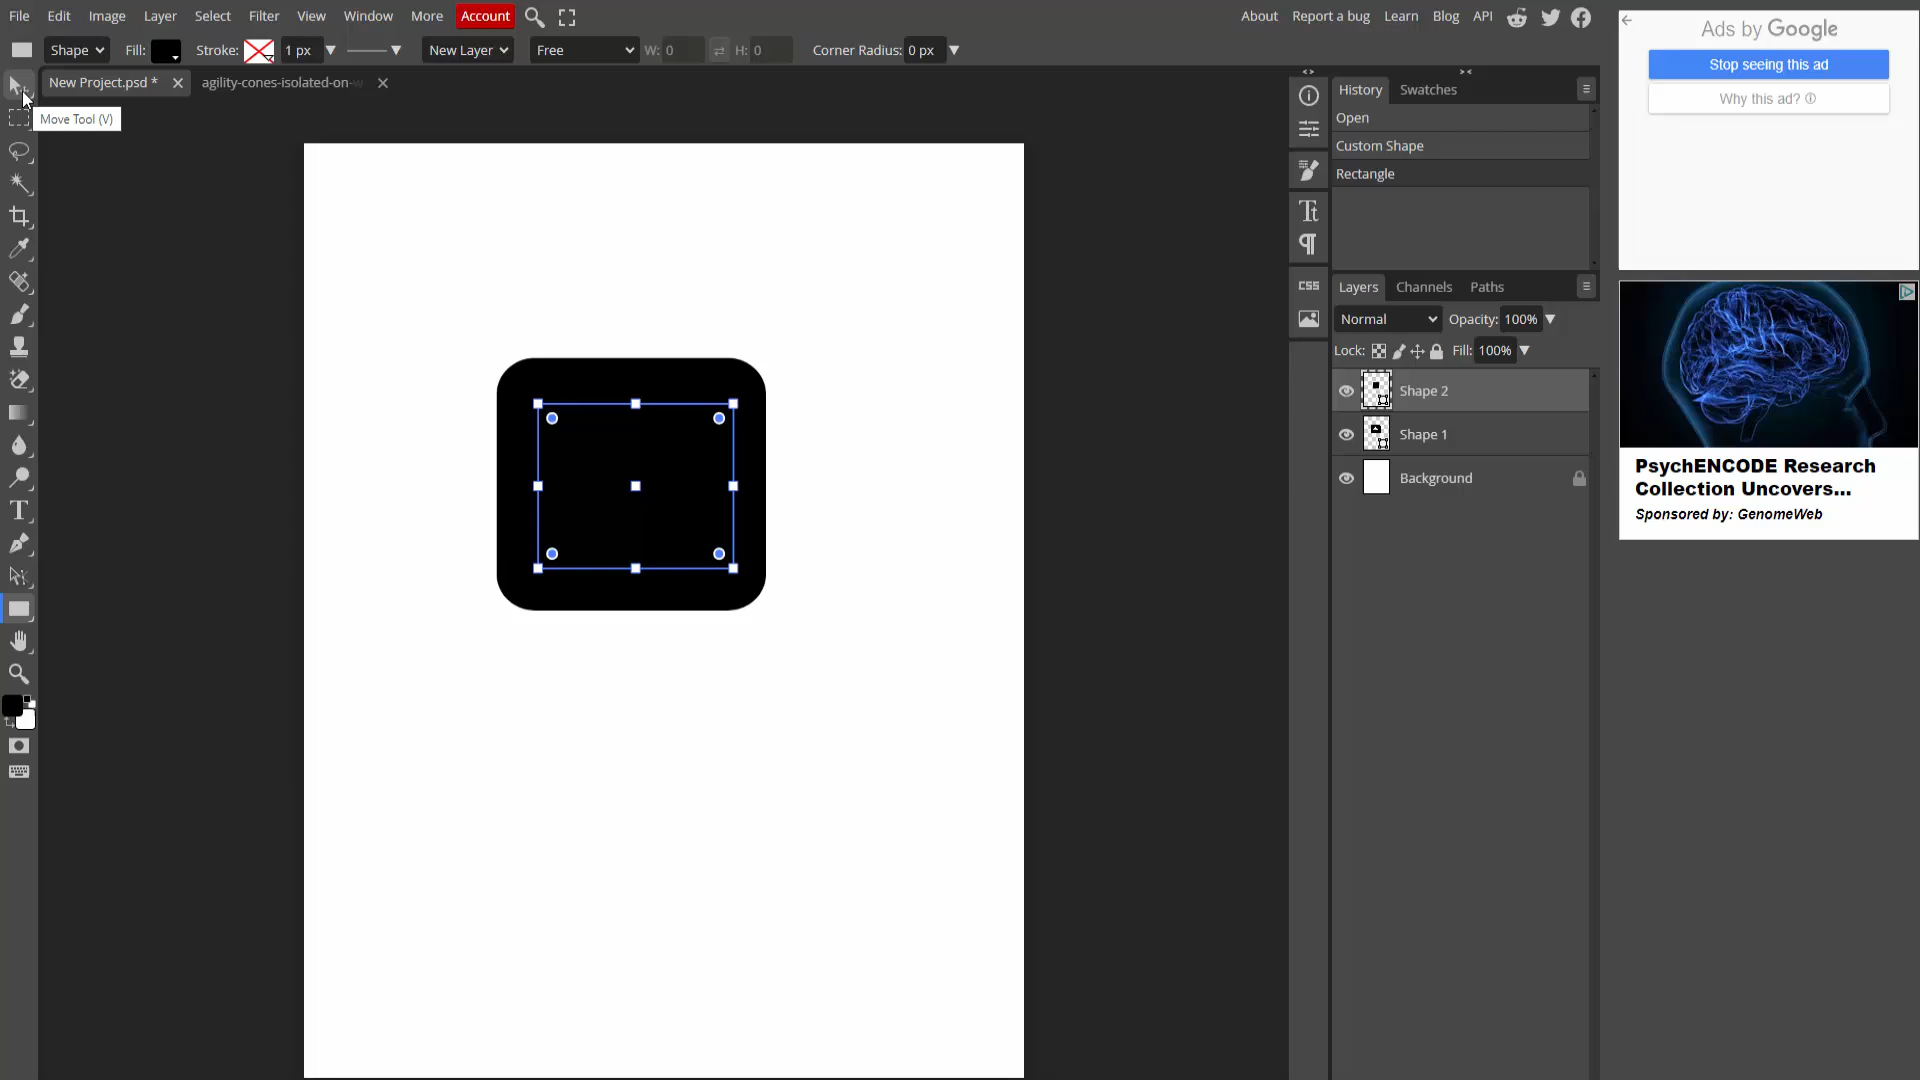 File Edit Image Layer Select Filter View Window More Account About Report a bug Learn Blog API
Shape Fill: Stroke: 1 px New Layer Free W: 0 H: 0 Corner Radius: 0 px
New Project.psd * agility-cones-isolated-on-w
Move Tool (V)
History Swatches
Open
Custom Shape
Rectangle
CSS
Layers Channels Paths
Normal Opacity: 100%
Lock: Fill: 100%
Shape 2
Shape 1
Background
Ads by Google
Stop seeing this ad
Why this ad?
PsychENCODE Research
Collection Uncovers...
Sponsored by: GenomeWeb